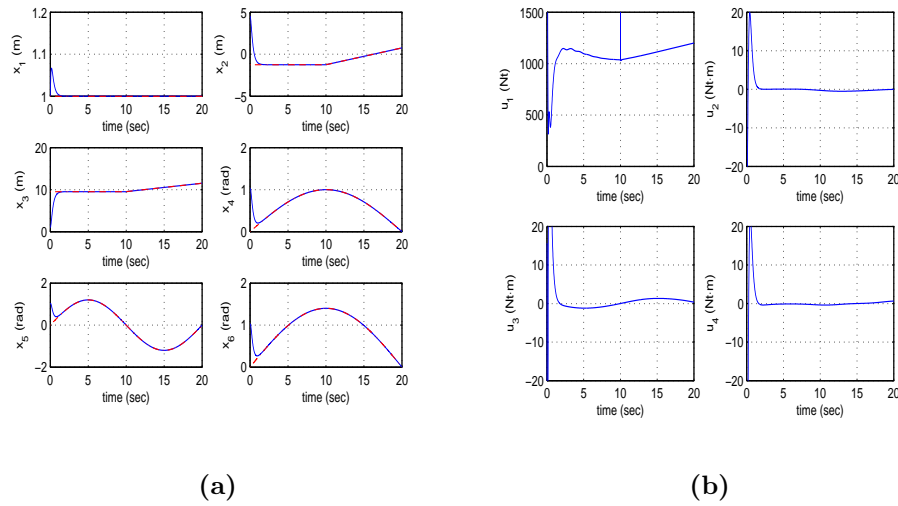 x1 (m)
1.2
1.1
1
0 5 10 15 20
time (sec)
x2 (m)
5
0
−5
0 5 10 15 20
time (sec)
x3 (m)
20
10
0
0 5 10 15 20
time (sec)
x4 (rad)
2
1
0
0 5 10 15 20
time (sec)
x5 (rad)
2
0
−2
0 5 10 15 20
time (sec)
x6 (rad)
2
1
0
0 5 10 15 20
time (sec)
(a)
u1 (Nt)
1500
1000
500
0
0 5 10 15 20
time (sec)
u2 (Nt·m)
20
10
0
−10
−20
0 5 10 15 20
time (sec)
u3 (Nt·m)
20
10
0
−10
−20
0 5 10 15 20
time (sec)
u4 (Nt·m)
20
10
0
−10
−20
0 5 10 15 20
time (sec)
(b)